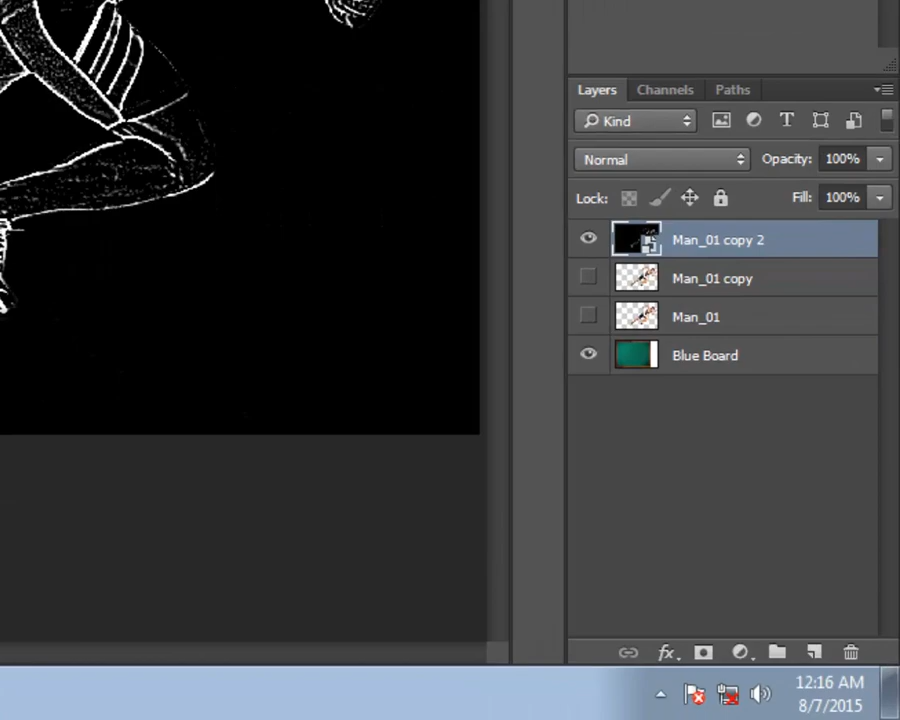 Layers Channels Paths
Kind T
Normal Opacity: 100%
Lock: Fill: 100%
Man_01 copy 2
Man_01 copy
Man_01
Blue Board
fx
12:16 AM
8/7/2015